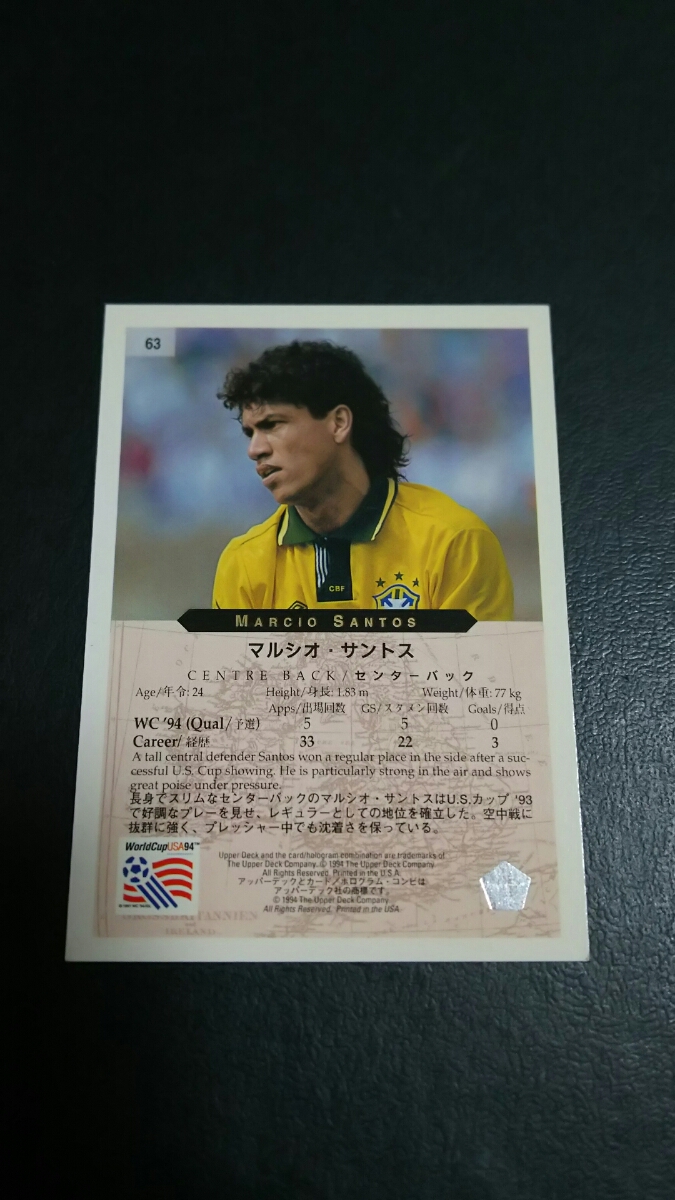 63
CBF
MARCIO SANTOS
マルシオ・サントス
CENTRE BACK/センターバック
Age/年令: 24 Height/身長: 1.83 m Weight/体重: 77 kg
Apps/出場回数 GS/スタメン回数 Goals/得点
WC '94 (Qual/予選) 5 5 0
Career/経歴 33 22 3
A tall central defender Santos won a regular place in the side after a suc-
cessful U.S. Cup showing. He is particularly strong in the air and shows
great poise under pressure.
長身でスリムなセンターバックのマルシオ・サントスはU.S.カップ '93
で好調なプレーを見せ、レギュラーとしての地位を確立した。空中戦に
抜群に強く、プレッシャー中でも沈着さを保っている。
WorldCupUSA94™
Upper Deck and the card/hologram combination are trademarks of
The Upper Deck Company. © 1994 The Upper Deck Company.
All Rights Reserved. Printed in the U.S.A.
アッパーデックとカード/ホログラム・コンビは
アッパーデック社の商標です。
© 1994 The Upper Deck Company
All Rights Reserved. Printed in the USA
IRELAND